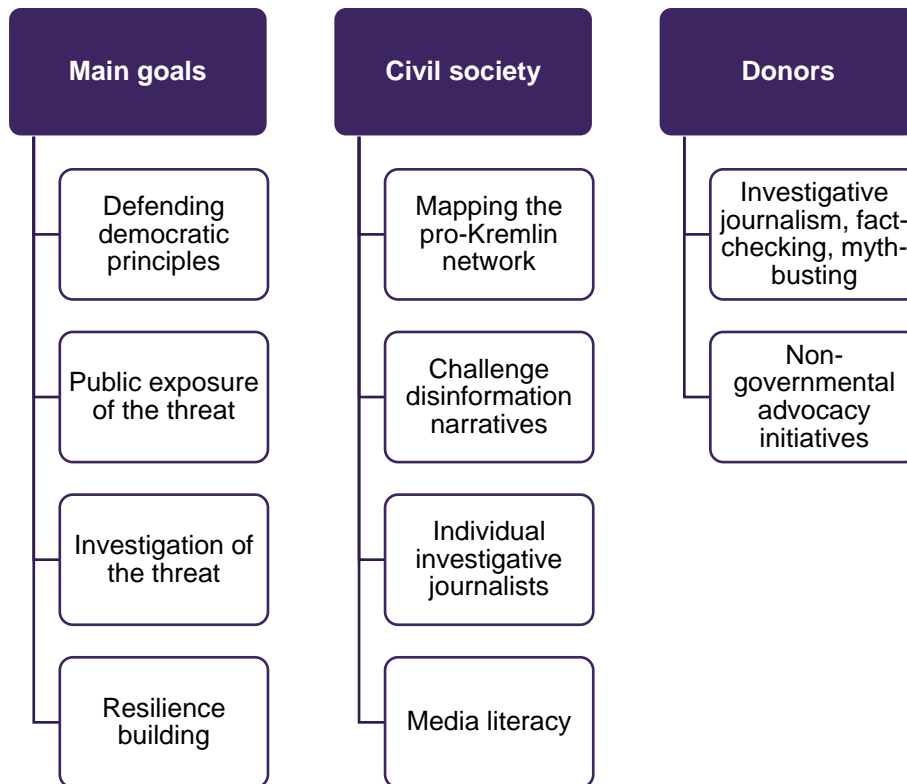 Main goals
Defending
democratic
principles
Public exposure
of the threat
Investigation of
the threat
Resilience
building
Civil society
Mapping the
pro-Kremlin
network
Challenge
disinformation
narratives
Individual
investigative
journalists
Media literacy
Donors
Investigative
journalism, fact-
checking, myth-
busting
Non-
governmental
advocacy
initiatives